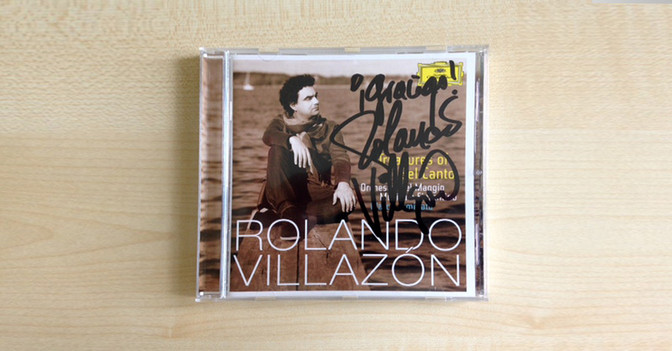 ¡Gracias!
Rolando
Villazón
Treasures of
Bel Canto
ROLANDO
VILLAZÓN